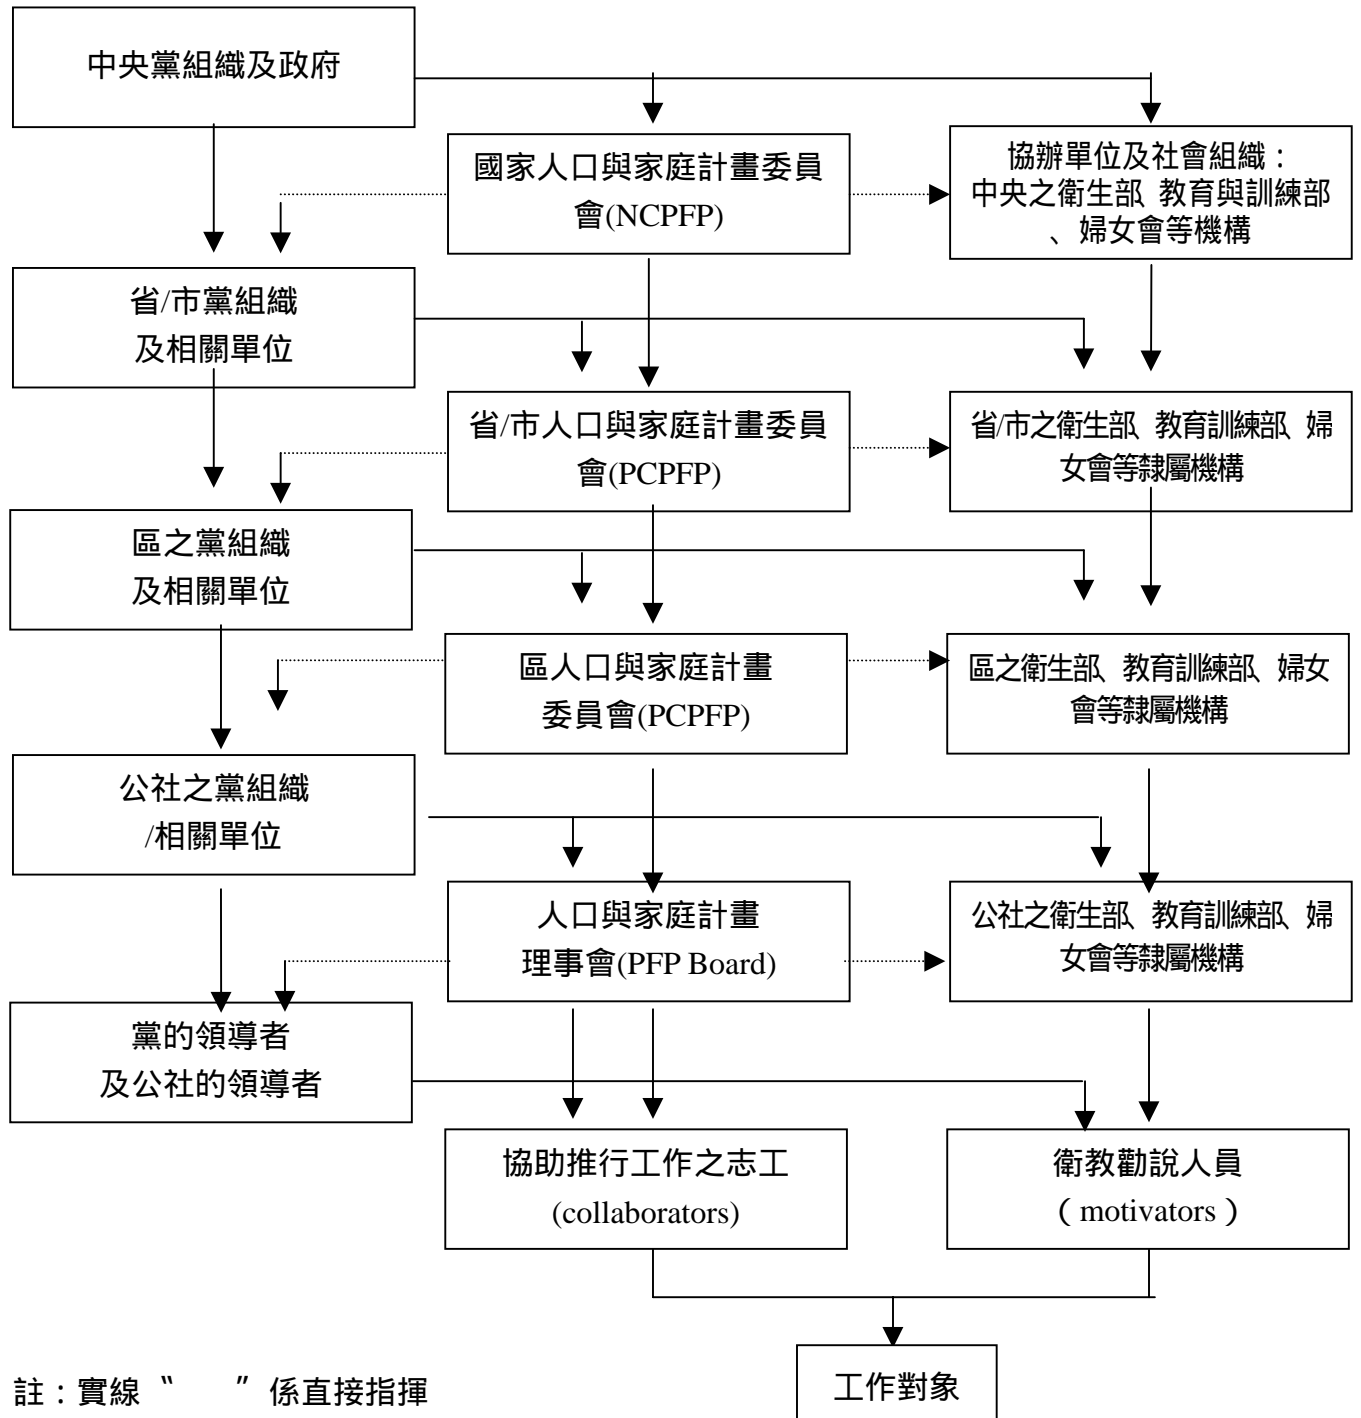 中央黨組織及政府
國家人口與家庭計畫委員
會(NCPFP)
協辦單位及社會組織：
中央之衛生部 教育與訓練部
、婦女會等機構
省/市黨組織
及相關單位
省/市人口與家庭計畫委員
會(PCPFP)
省/市之衛生部、教育訓練部、婦
女會等隸屬機構
區之黨組織
及相關單位
區人口與家庭計畫
委員會(PCPFP)
區之衛生部、教育訓練部、婦女
會等隸屬機構
公社之黨組織
/相關單位
人口與家庭計畫
理事會(PFP Board)
公社之衛生部、教育訓練部、婦
女會等隸屬機構
黨的領導者
及公社的領導者
協助推行工作之志工
(collaborators)
衛教勸說人員
（motivators）
工作對象
註：實線〝　　〞係直接指揮